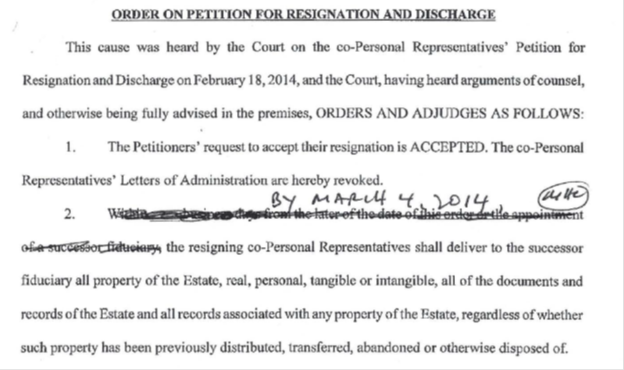 ORDER ON PETITION FOR RESIGNATION AND DISCHARGE
This cause was heard by the Court on the co-Personal Representatives' Petition for
Resignation and Discharge on February 18, 2014, and the Court, having heard arguments of counsel,
and otherwise being fully advised in the premises, ORDERS AND ADJUDGES AS FOLLOWS:
1. The Petitioners' request to accept their resignation is ACCEPTED. The co-Personal
Representatives' Letters of Administration are hereby revoked.
BY MARCH 4, 2014,
2. from the later of the date of this order or the appointment
of a successor fiduciary, the resigning co-Personal Representatives shall deliver to the successor
fiduciary all property of the Estate, real, personal, tangible or intangible, all of the documents and
records of the Estate and all records associated with any property of the Estate, regardless of whether
such property has been previously distributed, transferred, abandoned or otherwise disposed of.